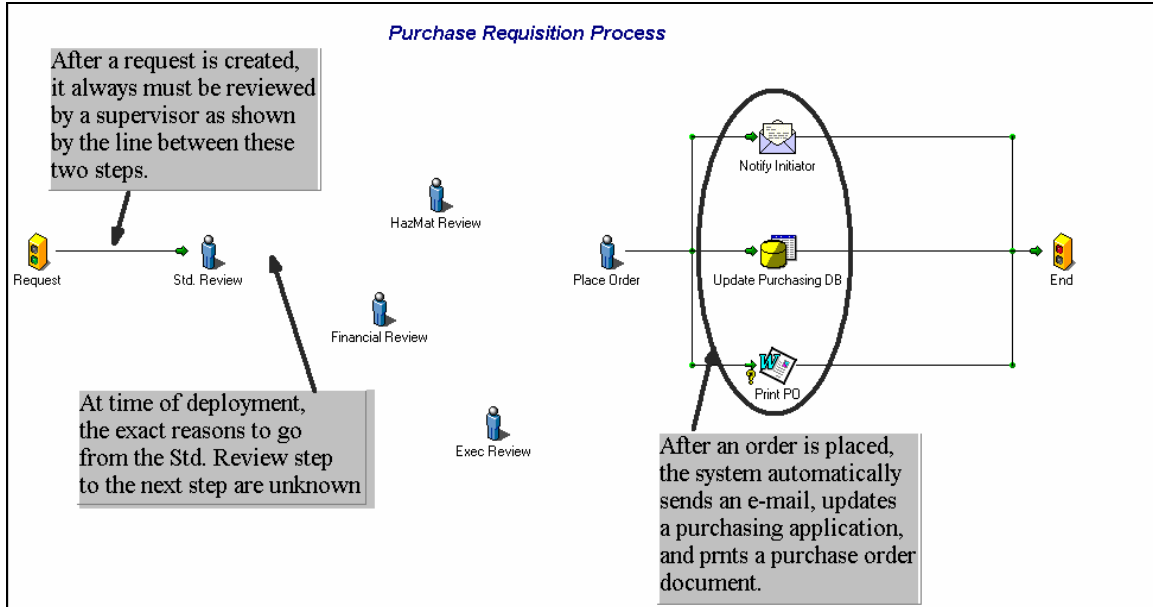 Purchase Requisition Process
After a request is created,
it always must be reviewed
by a supervisor as shown
by the line between these
two steps.
Notify Initiator
HazMat Review
Request
Std. Review
Place Order
Update Purchasing DB
End
Financial Review
W
?
Print PO
At time of deployment,
the exact reasons to go
from the Std. Review step
to the next step are unknown
Exec Review
After an order is placed,
the system automatically
sends an e-mail, updates
a purchasing application,
and prnts a purchase order
document.